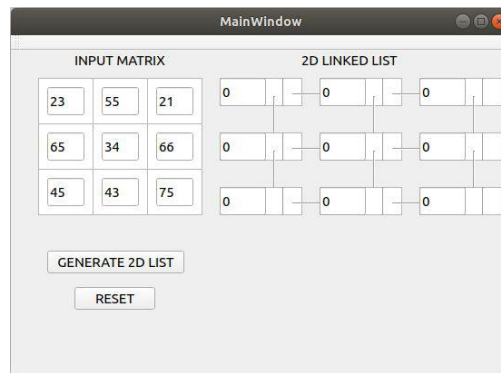 MainWindow
INPUT MATRIX 2D LINKED LIST
23 55 21 0 0 0
65 34 66 0 0 0
45 43 75 0 0 0
GENERATE 2D LIST
RESET